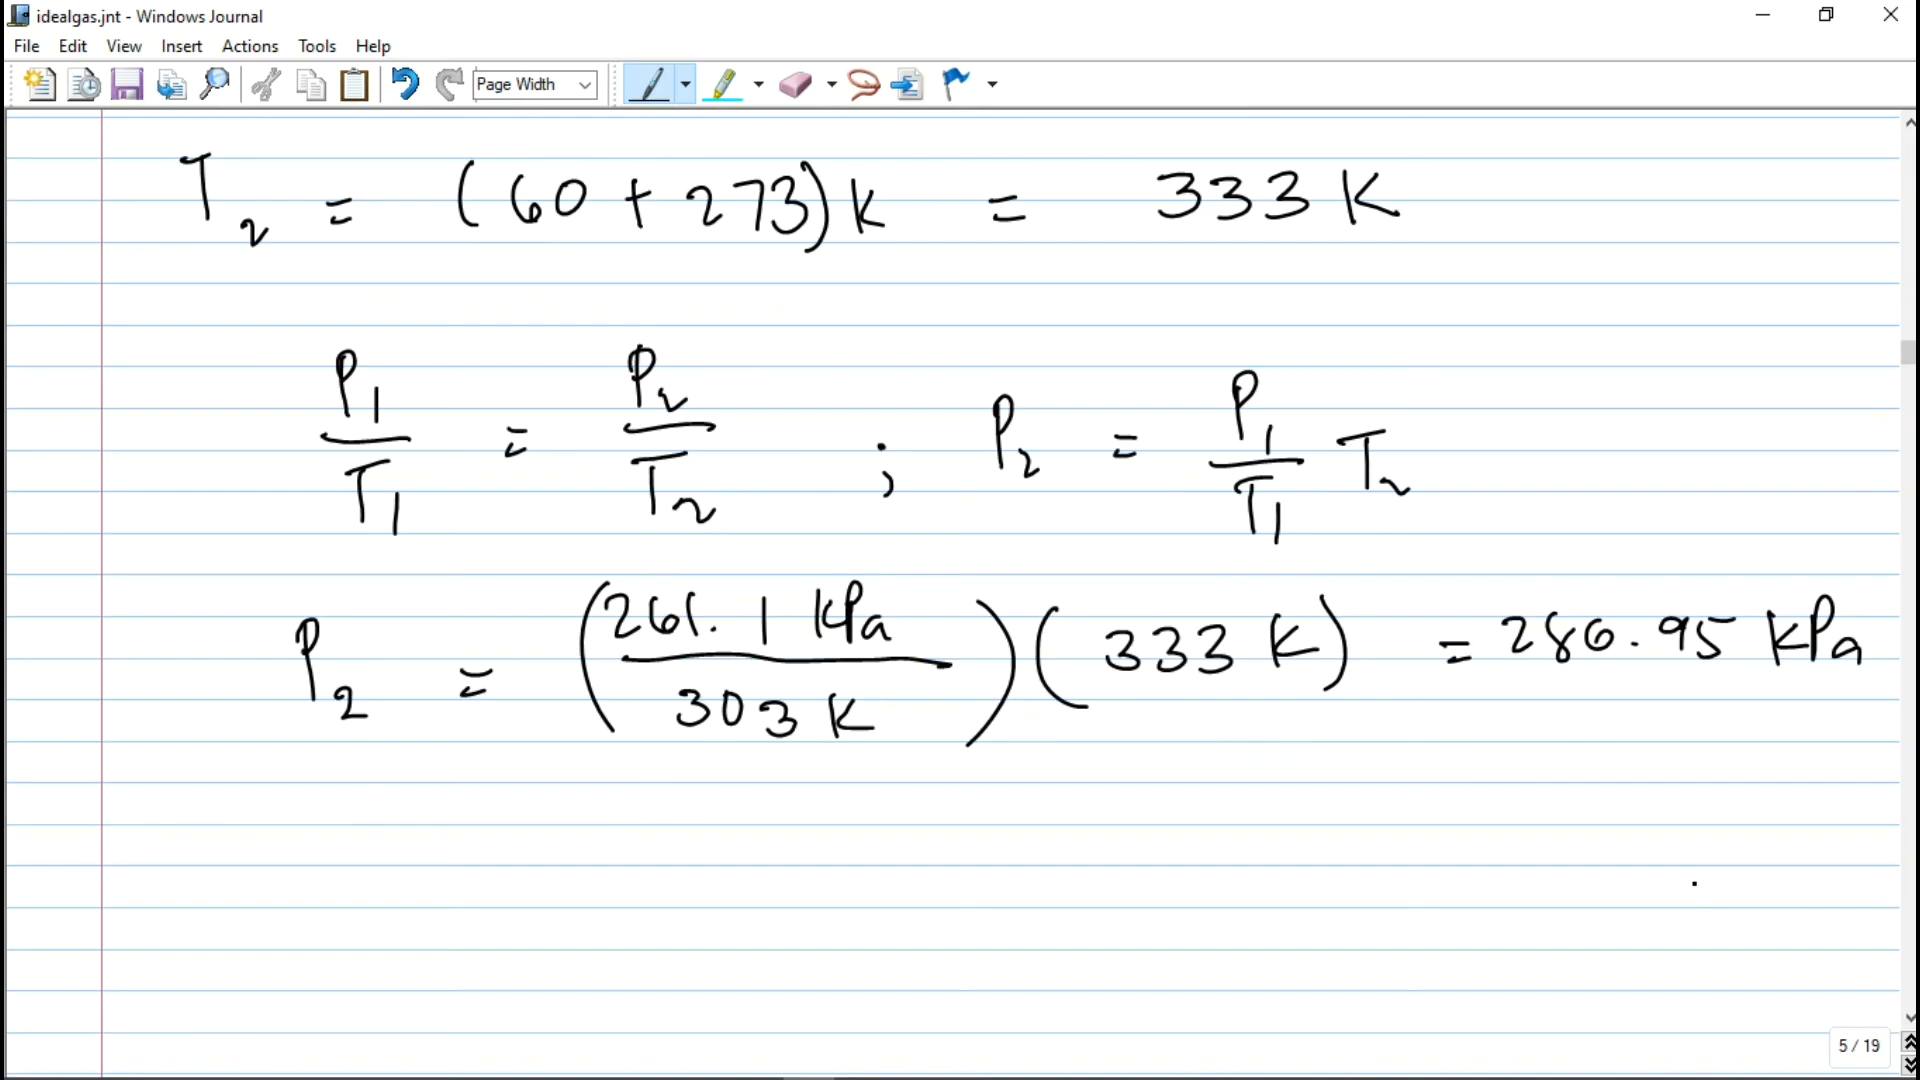 idealgas.jnt - Windows Journal
File Edit View Insert Actions Tools Help
Page Width
T₂ = (60 + 273) K = 333 K
P₁/T₁ = P₂/T₂ ; P₂ = P₁/T₁ T₂
P₂ = (261.1 kPa / 303 K)(333 K) = 286.95 kPa
5 / 19